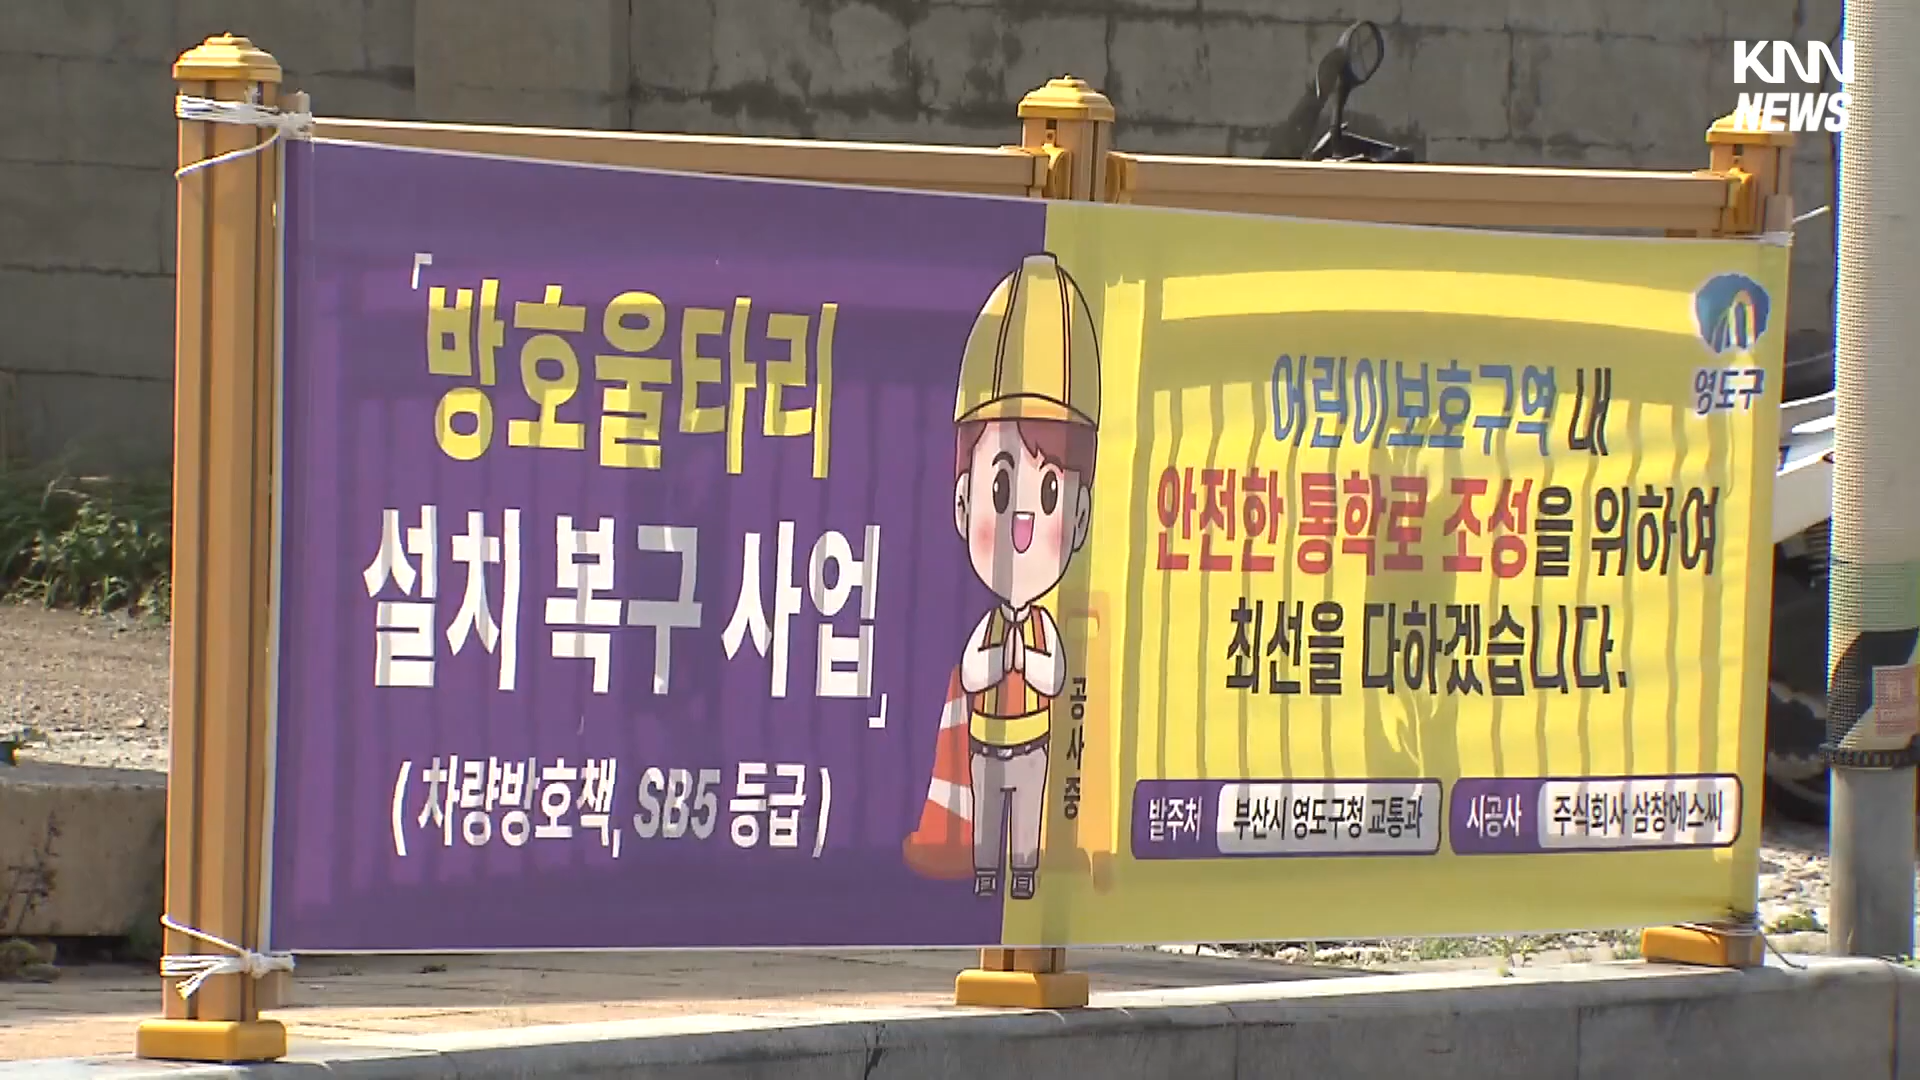 KNN
NEWS
「방호울타리
설치 복구 사업」
(차량방호책, SB5 등급)
공사중
영도구
어린이보호구역 내
안전한 통학로 조성을 위하여
최선을 다하겠습니다.
발주처 부산시 영도구청 교통과
시공사 주식회사 삼창에스씨